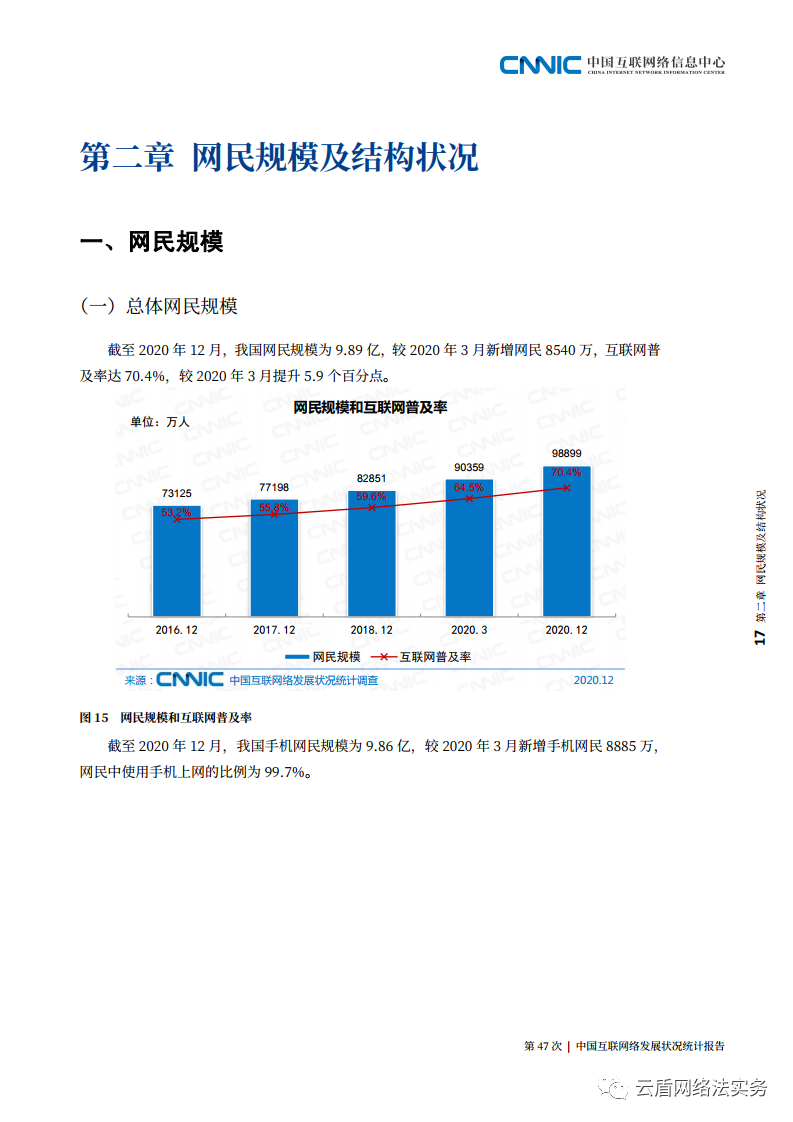 CNNIC 中国互联网络信息中心
CHINA INTERNET NETWORK INFORMATION CENTER
第二章 网民规模及结构状况
一、网民规模
（一）总体网民规模
截至 2020 年 12 月，我国网民规模为 9.89 亿，较 2020 年 3 月新增网民 8540 万，互联网普
及率达 70.4%，较 2020 年 3 月提升 5.9 个百分点。
网民规模和互联网普及率
单位：万人
73125 77198 82851 90359 98899
53.2% 55.8% 59.6% 64.5% 70.4%
2016.12 2017.12 2018.12 2020.3 2020.12
网民规模 互联网普及率
来源：CNNIC 中国互联网络发展状况统计调查 2020.12
图 15 网民规模和互联网普及率
截至 2020 年 12 月，我国手机网民规模为 9.86 亿，较 2020 年 3 月新增手机网民 8885 万，
网民中使用手机上网的比例为 99.7%。
17 第二章 网民规模及结构状况
第 47 次 | 中国互联网络发展状况统计报告
云盾网络法实务